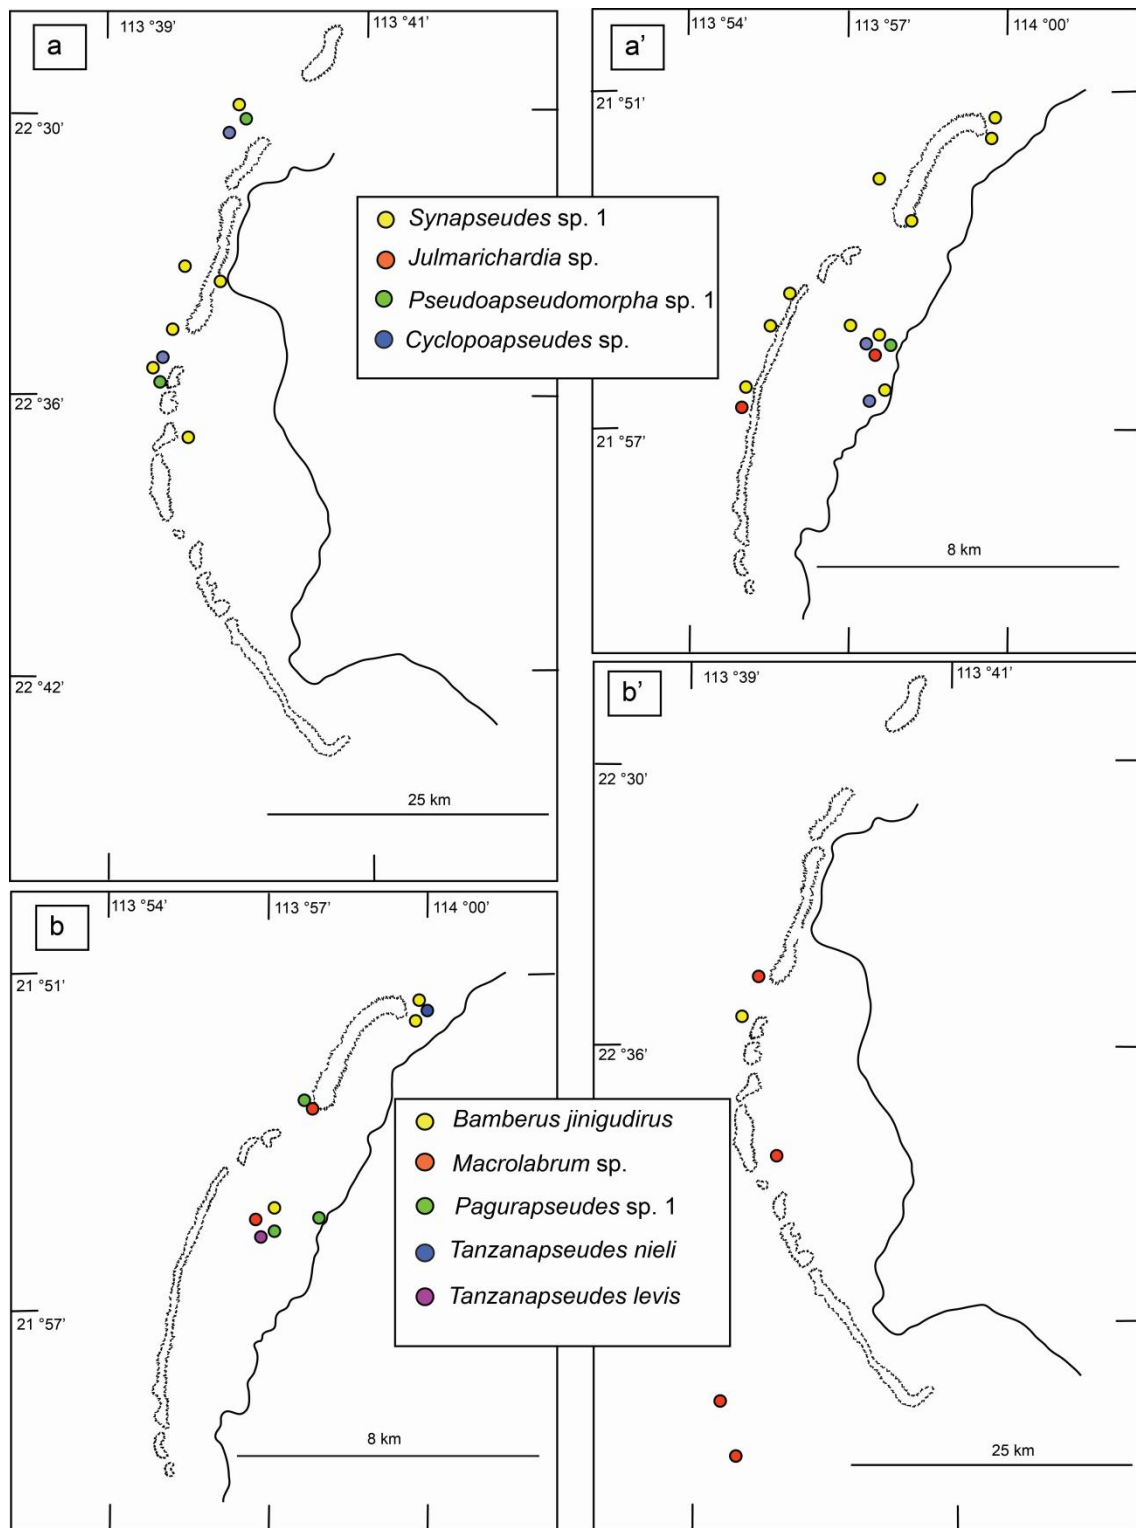 a
113 °39'
113 °41'
22 °30'
22 °36'
22 °42'
25 km
Synapseudes sp. 1
Julmarichardia sp.
Pseudoapseudomorpha sp. 1
Cyclopoapseudes sp.
a'
113 °54'
113 °57'
114 °00'
21 °51'
21 °57'
8 km
b
113 °54'
113 °57'
114 °00'
21 °51'
21 °57'
8 km
Bamberus jinigudirus
Macrolabrum sp.
Pagurapseudes sp. 1
Tanzanapseudes nieli
Tanzanapseudes levis
b'
113 °39'
113 °41'
22 °30'
22 °36'
25 km